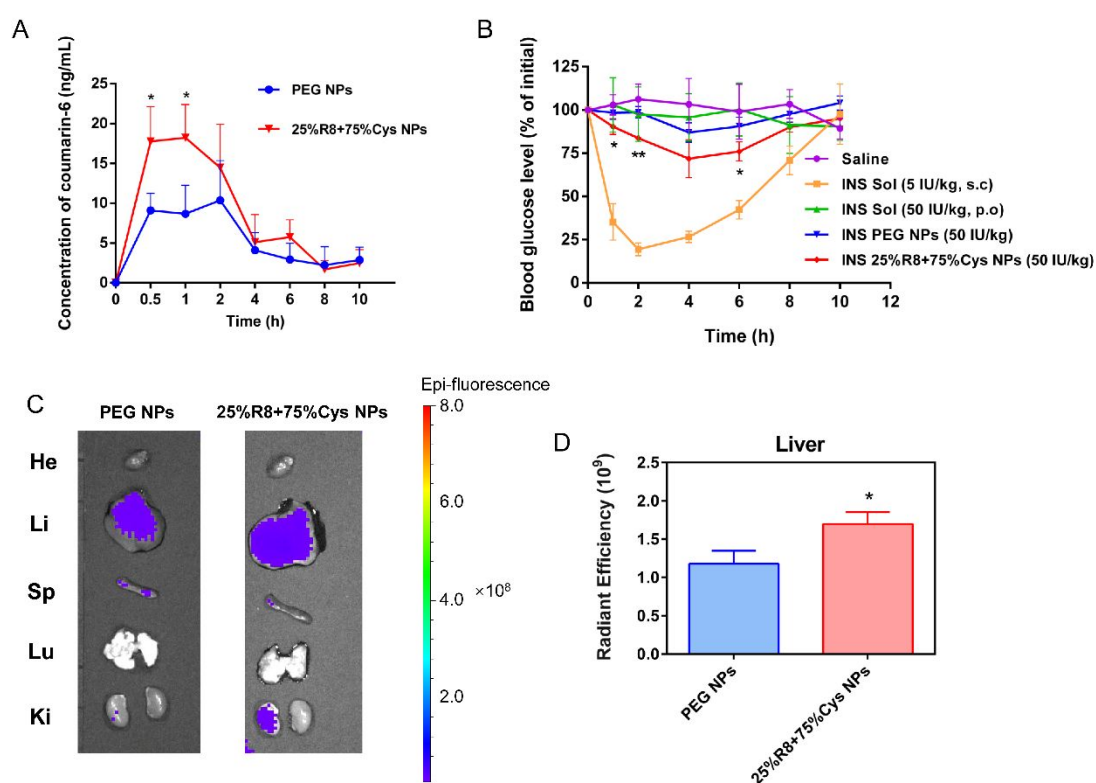 A
Concentration of coumarin-6 (ng/mL)
25
20
15
10
5
0
0 0.5 1 2 4 6 8 10
Time (h)
* *
PEG NPs
25%R8+75%Cys NPs
B
Blood glucose level (% of initial)
125
100
75
50
25
0
0 2 4 6 8 10 12
Time (h)
* ** *
Saline
INS Sol (5 IU/kg, s.c)
INS Sol (50 IU/kg, p.o)
INS PEG NPs (50 IU/kg)
INS 25%R8+75%Cys NPs (50 IU/kg)
C
PEG NPs
25%R8+75%Cys NPs
He
Li
Sp
Lu
Ki
Epi-fluorescence
8.0
6.0
4.0
×10⁸
2.0
D
Liver
Radiant Efficiency (10⁹)
2.5
2.0
1.5
1.0
0.5
0.0
*
PEG NPs
25%R8+75%Cys NPs